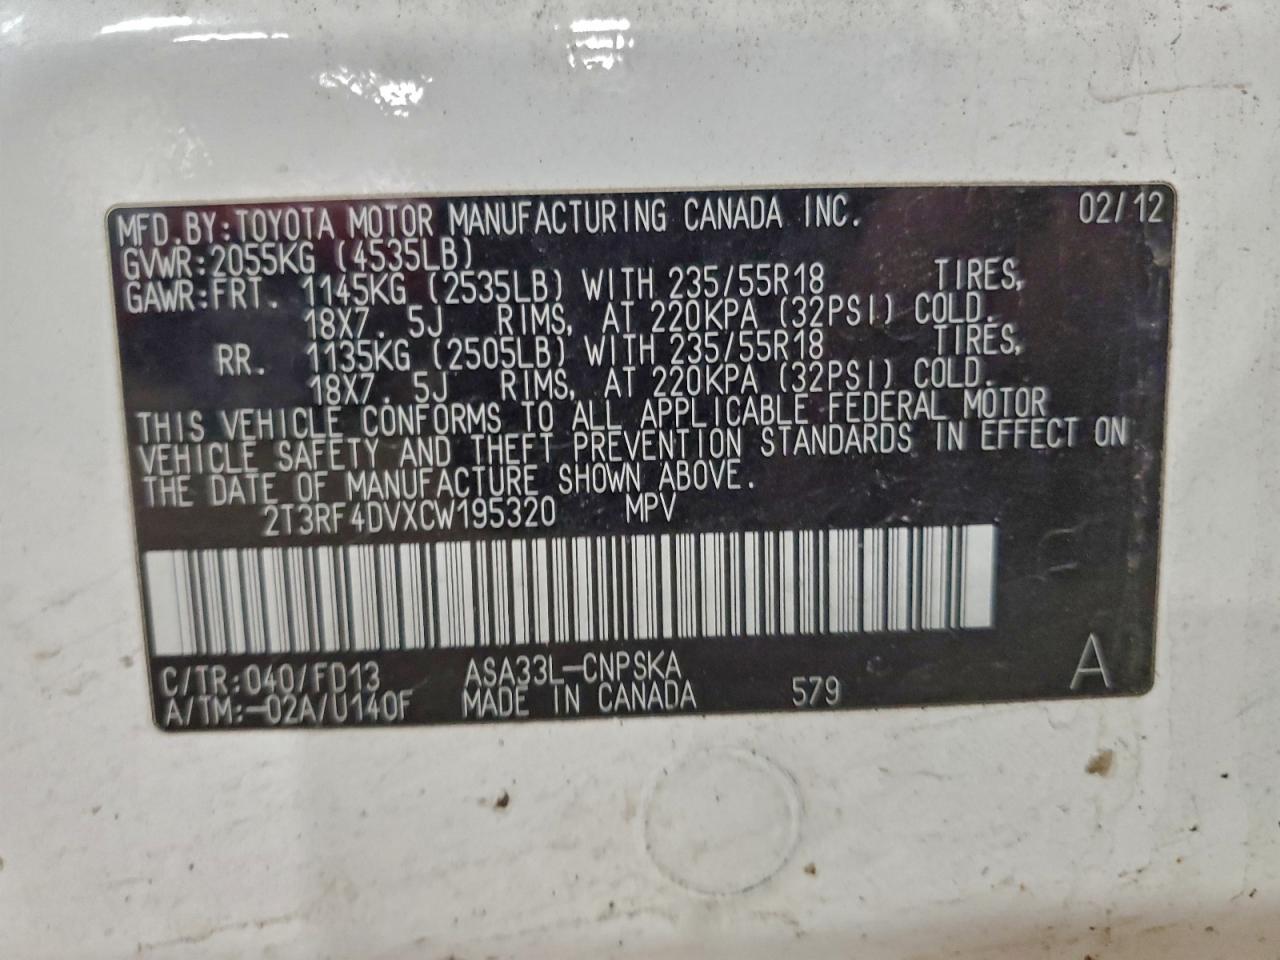 MFD.BY:TOYOTA MOTOR MANUFACTURING CANADA INC. 02/12
GVWR:2055KG (4535LB)
GAWR:FRT. 1145KG (2535LB) WITH 235/55R18 TIRES,
18X7.5J RIMS, AT 220KPA (32PSI) COLD.
RR. 1135KG (2505LB) WITH 235/55R18 TIRES,
18X7.5J RIMS, AT 220KPA (32PSI) COLD.
THIS VEHICLE CONFORMS TO ALL APPLICABLE FEDERAL MOTOR
VEHICLE SAFETY AND THEFT PREVENTION STANDARDS IN EFFECT ON
THE DATE OF MANUFACTURE SHOWN ABOVE.
2T3RF4DVXCW195320 MPV
C/TR:040/FD13 ASA33L-CNPSKA A
A/TM:-02A/U140F MADE IN CANADA 579